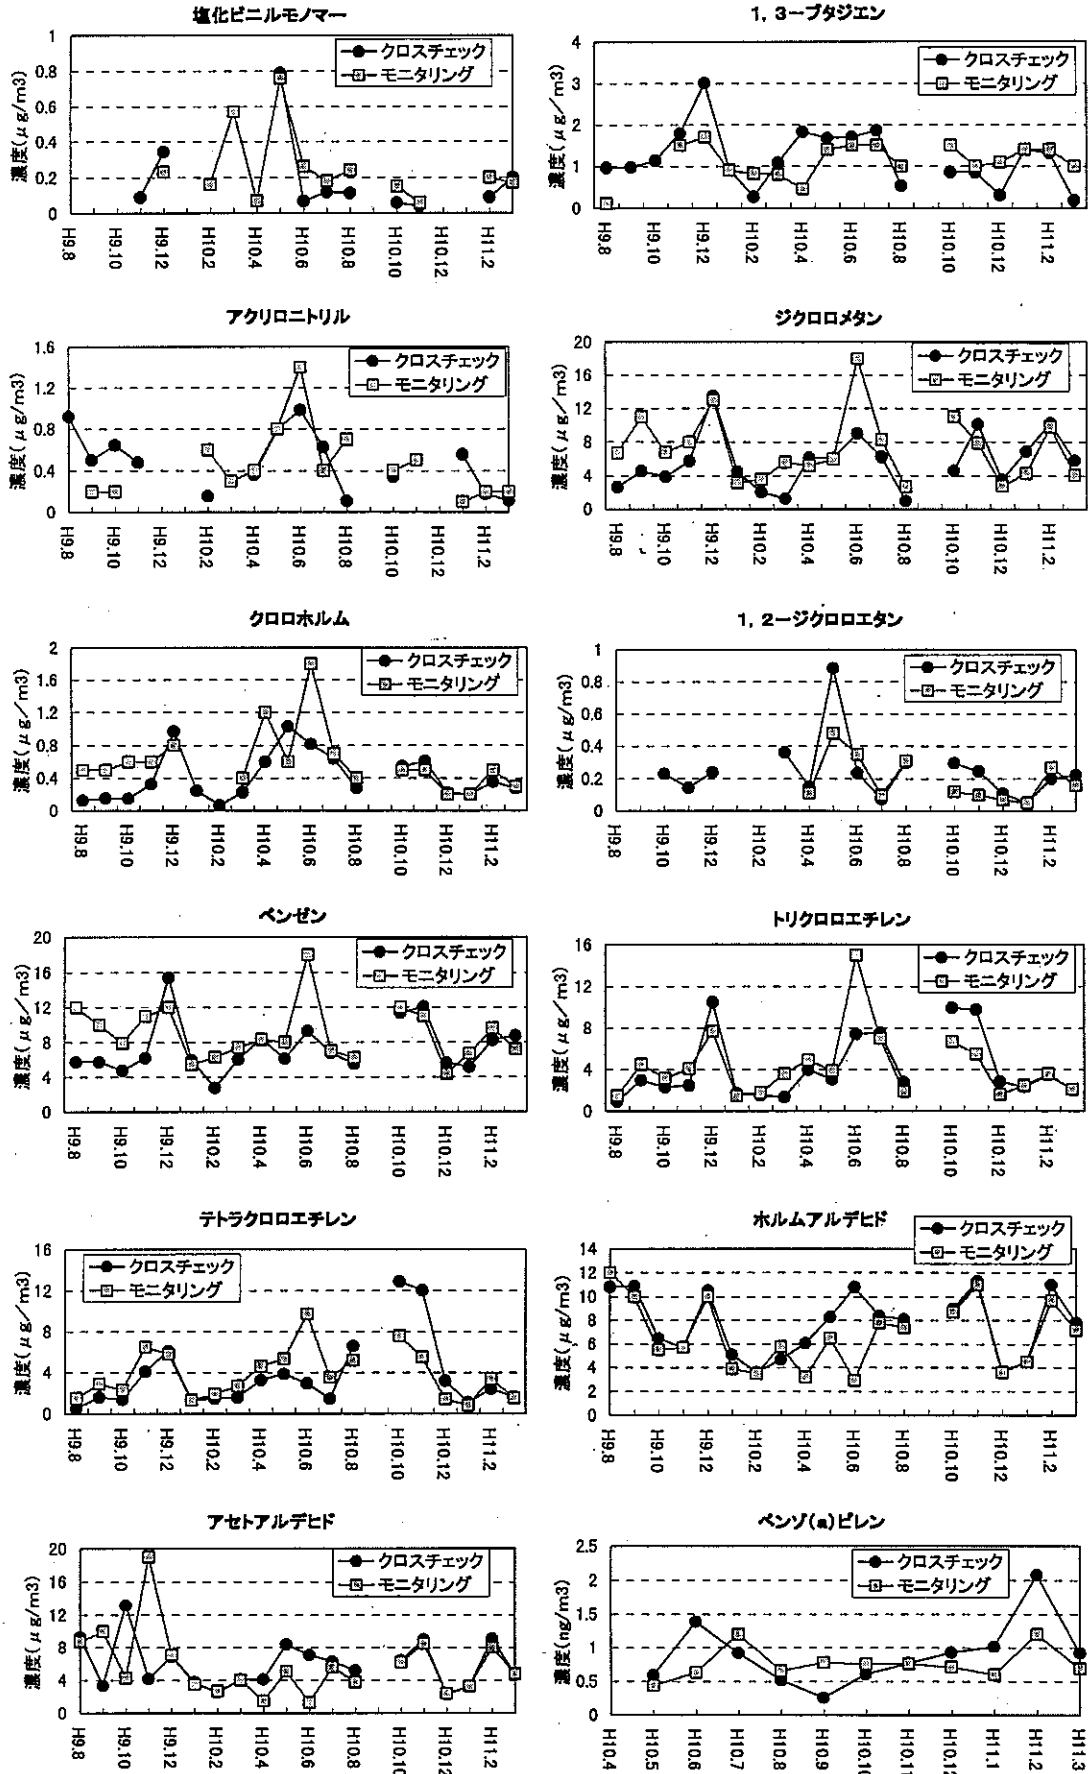 塩化ビニルモノマー
濃度(μg/m3)
1
0.8
0.6
0.4
0.2
0
クロスチェック
モニタリング
H9.8
H9.10
H9.12
H10.2
H10.4
H10.6
H10.8
H10.10
H10.12
H11.2
1,3ーブタジエン
濃度(μg/m3)
4
3
2
1
0
クロスチェック
モニタリング
H9.8
H9.10
H9.12
H10.2
H10.4
H10.6
H10.8
H10.10
H10.12
H11.2
アクリロニトリル
濃度(μg/m3)
1.6
1.2
0.8
0.4
0
クロスチェック
モニタリング
H9.8
H9.10
H9.12
H10.2
H10.4
H10.6
H10.8
H10.10
H10.12
H11.2
ジクロロメタン
濃度(μg/m3)
20
16
12
8
4
0
クロスチェック
モニタリング
H9.8
H9.10
H9.12
H10.2
H10.4
H10.6
H10.8
H10.10
H10.12
H11.2
クロロホルム
濃度(μg/m3)
2
1.6
1.2
0.8
0.4
0
クロスチェック
モニタリング
H9.8
H9.10
H9.12
H10.2
H10.4
H10.6
H10.8
H10.10
H10.12
H11.2
1,2ージクロロエタン
濃度(μg/m3)
1
0.8
0.6
0.4
0.2
0
クロスチェック
モニタリング
H9.8
H9.10
H9.12
H10.2
H10.4
H10.6
H10.8
H10.10
H10.12
H11.2
ベンゼン
濃度(μg/m3)
20
16
12
8
4
0
クロスチェック
モニタリング
H9.8
H9.10
H9.12
H10.2
H10.4
H10.6
H10.8
H10.10
H10.12
H11.2
トリクロロエチレン
濃度(μg/m3)
16
12
8
4
0
クロスチェック
モニタリング
H9.8
H9.10
H9.12
H10.2
H10.4
H10.6
H10.8
H10.10
H10.12
H11.2
テトラクロロエチレン
濃度(μg/m3)
16
12
8
4
0
クロスチェック
モニタリング
H9.8
H9.10
H9.12
H10.2
H10.4
H10.6
H10.8
H10.10
H10.12
H11.2
ホルムアルデヒド
濃度(μg/m3)
14
12
10
8
6
4
2
0
クロスチェック
モニタリング
H9.8
H9.10
H9.12
H10.2
H10.4
H10.6
H10.8
H10.10
H10.12
H11.2
アセトアルデヒド
濃度(μg/m3)
20
16
12
8
4
0
クロスチェック
モニタリング
H9.8
H9.10
H9.12
H10.2
H10.4
H10.6
H10.8
H10.10
H10.12
H11.2
ベンゾ(a)ピレン
濃度(ng/m3)
2.5
2
1.5
1
0.5
0
クロスチェック
モニタリング
H10.4
H10.5
H10.6
H10.7
H10.8
H10.9
H10.10
H10.11
H10.12
H11.1
H11.2
H11.3